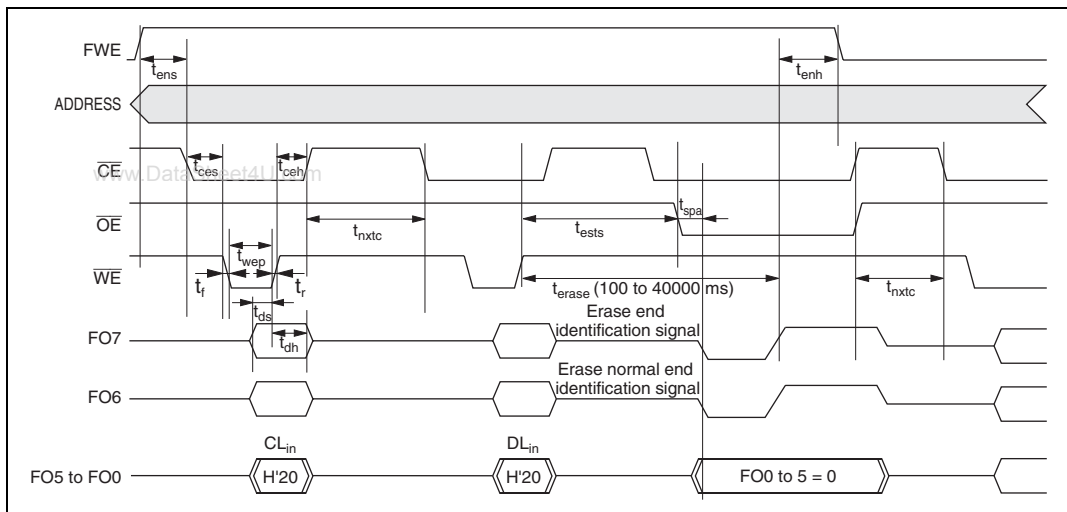 FWE
t_ens
t_enh
ADDRESS
CE
t_ces
t_ceh
www.DataSheet4U.com
OE
t_nxtc
t_ests
t_spa
WE
t_f
t_wep
t_r
t_erase (100 to 40000 ms)
t_nxtc
t_ds
t_dh
FO7
Erase end
identification signal
FO6
Erase normal end
identification signal
CL_in
DL_in
FO5 to FO0
H'20
H'20
FO0 to 5 = 0